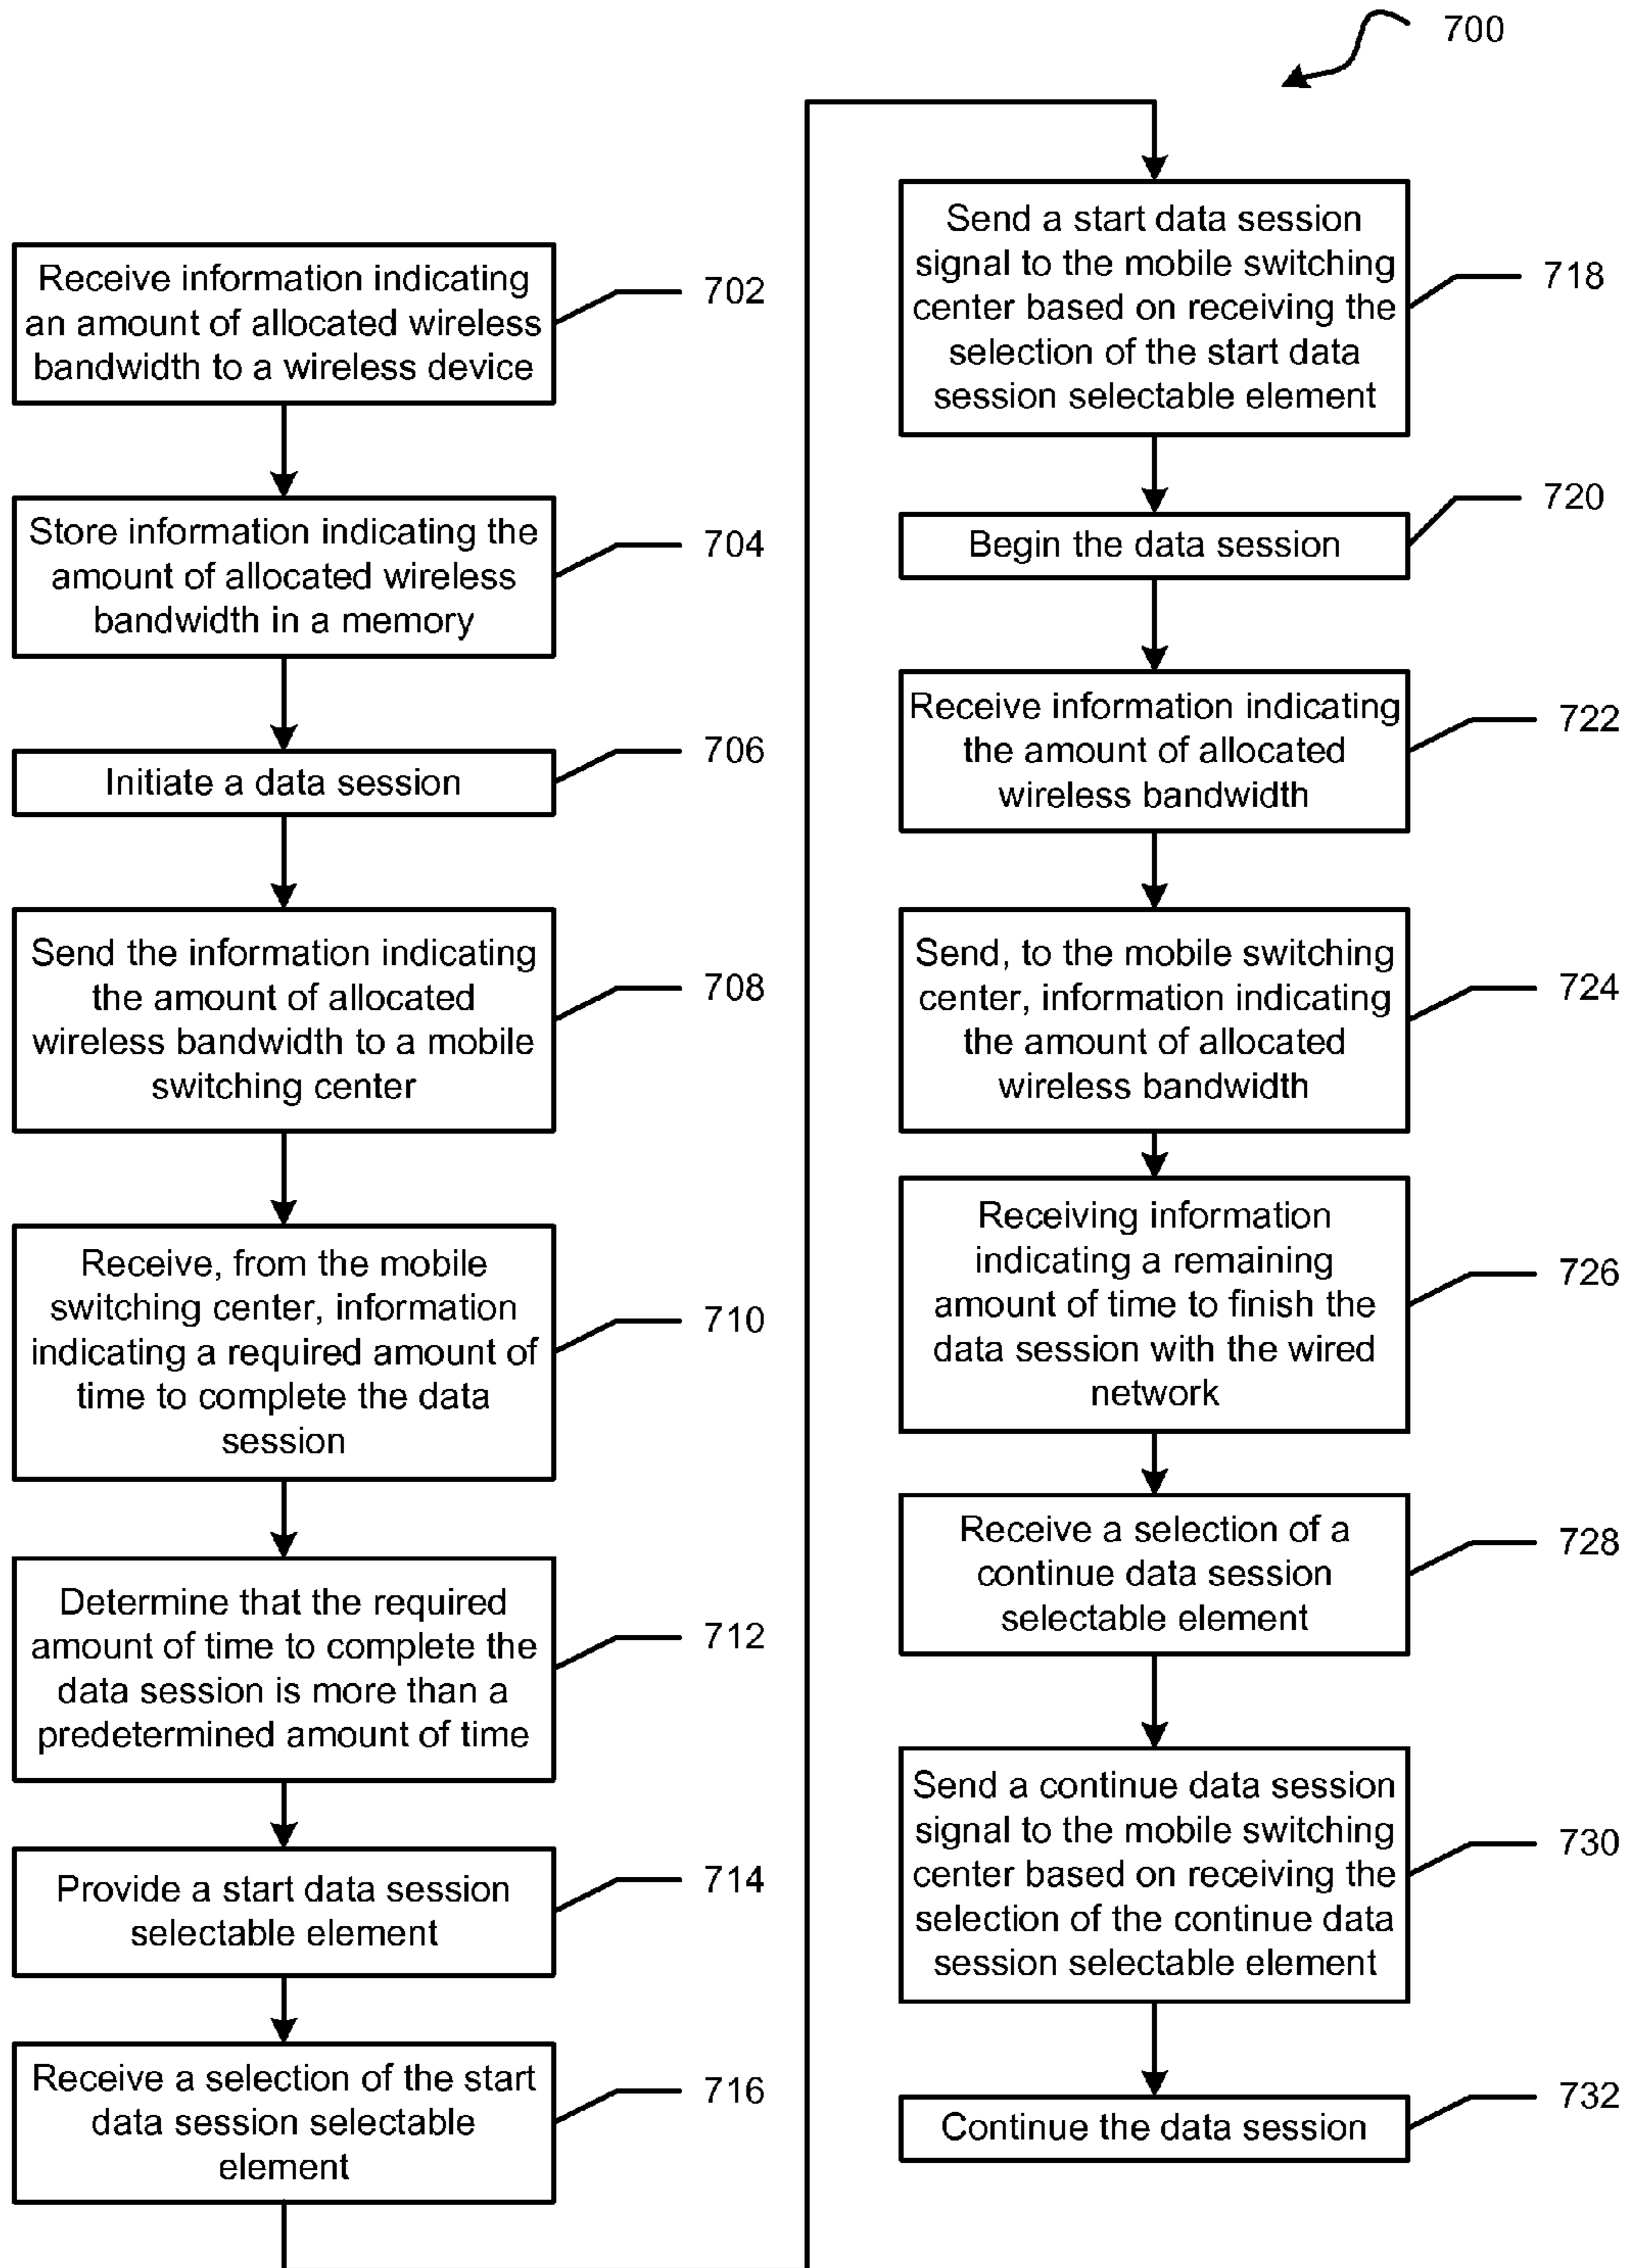 700
Receive information indicating
an amount of allocated wireless
bandwidth to a wireless device
702
Store information indicating the
amount of allocated wireless
bandwidth in a memory
704
Initiate a data session
706
Send the information indicating
the amount of allocated
wireless bandwidth to a mobile
switching center
708
Receive, from the mobile
switching center, information
indicating a required amount of
time to complete the data
session
710
Determine that the required
amount of time to complete the
data session is more than a
predetermined amount of time
712
Provide a start data session
selectable element
714
Receive a selection of the start
data session selectable
element
716
Send a start data session
signal to the mobile switching
center based on receiving the
selection of the start data
session selectable element
718
Begin the data session
720
Receive information indicating
the amount of allocated
wireless bandwidth
722
Send, to the mobile switching
center, information indicating
the amount of allocated
wireless bandwidth
724
Receiving information
indicating a remaining
amount of time to finish the
data session with the wired
network
726
Receive a selection of a
continue data session
selectable element
728
Send a continue data session
signal to the mobile switching
center based on receiving the
selection of the continue data
session selectable element
730
Continue the data session
732